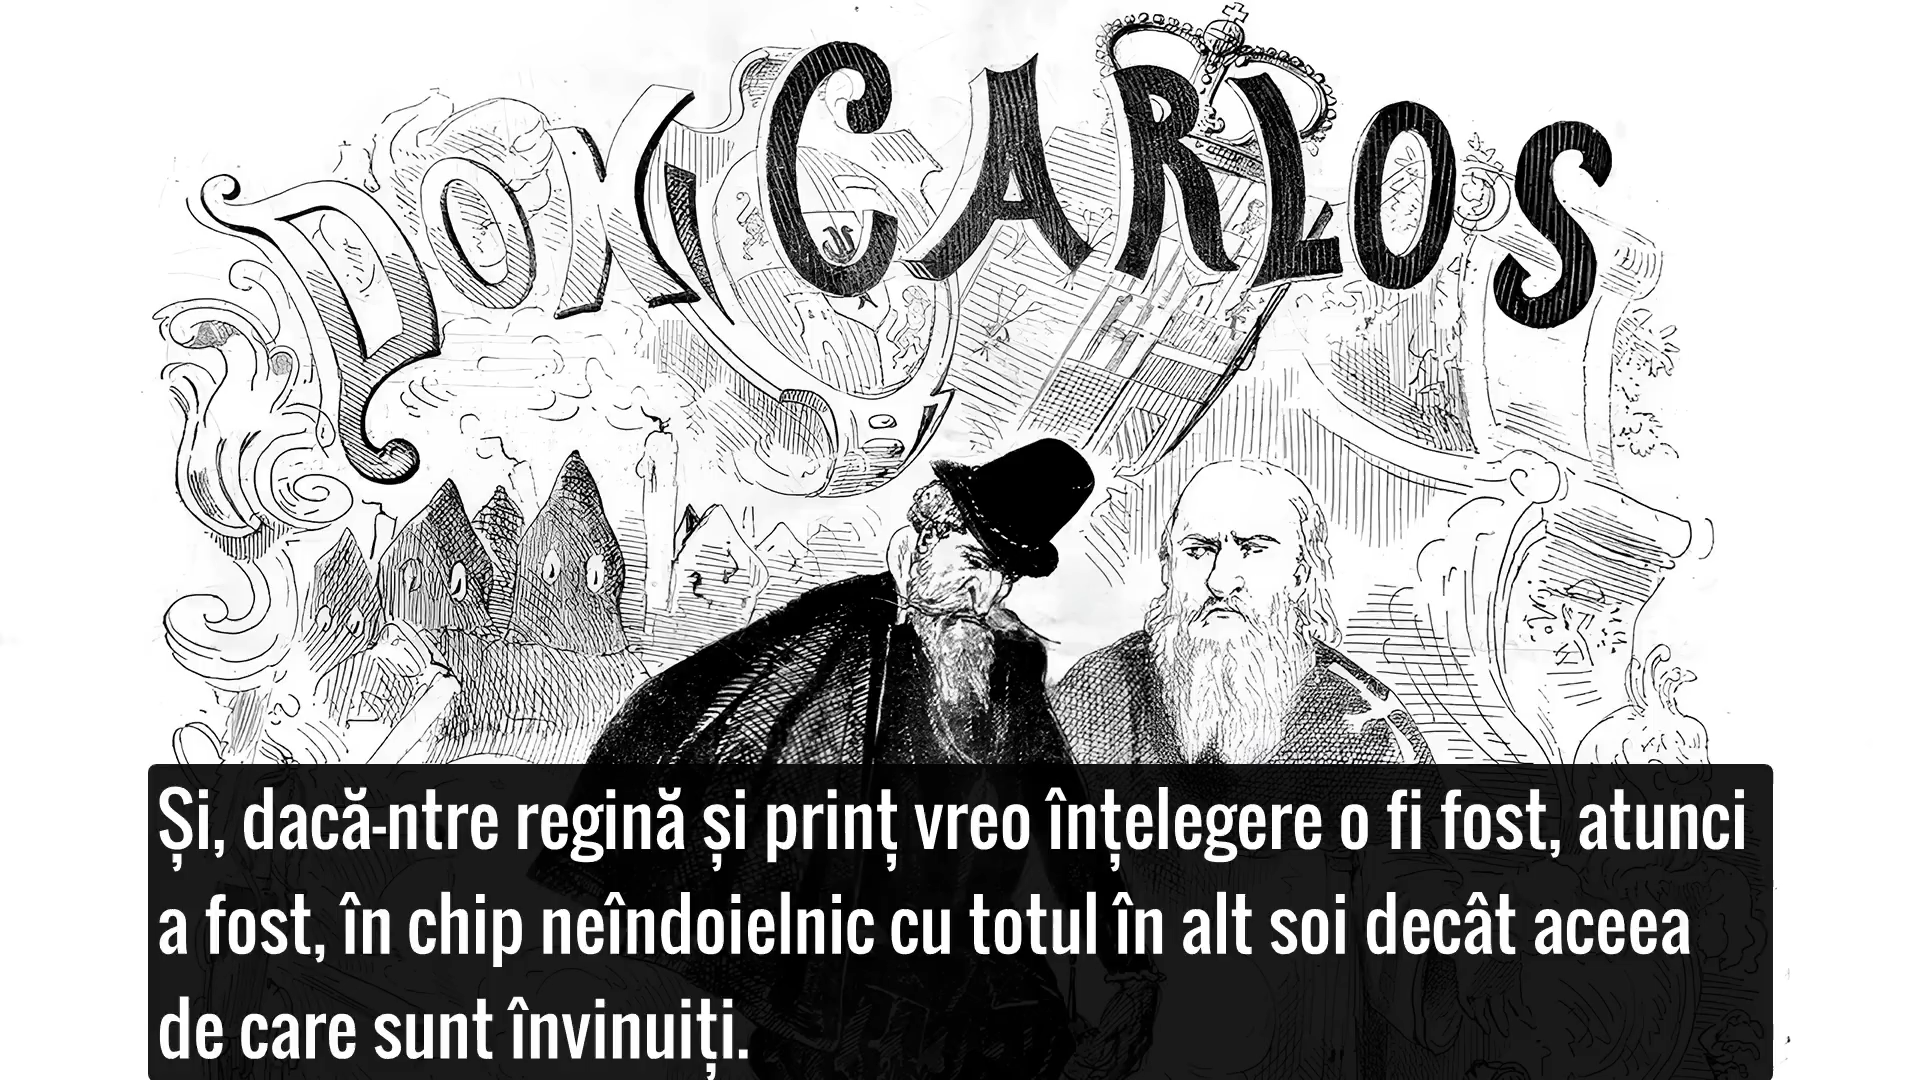 DON CARLOS
Și, dacă-ntre regină și prinț vreo înțelegere o fi fost, atunci
a fost, în chip neîndoielnic cu totul în alt soi decât aceea
de care sunt învinuiți.